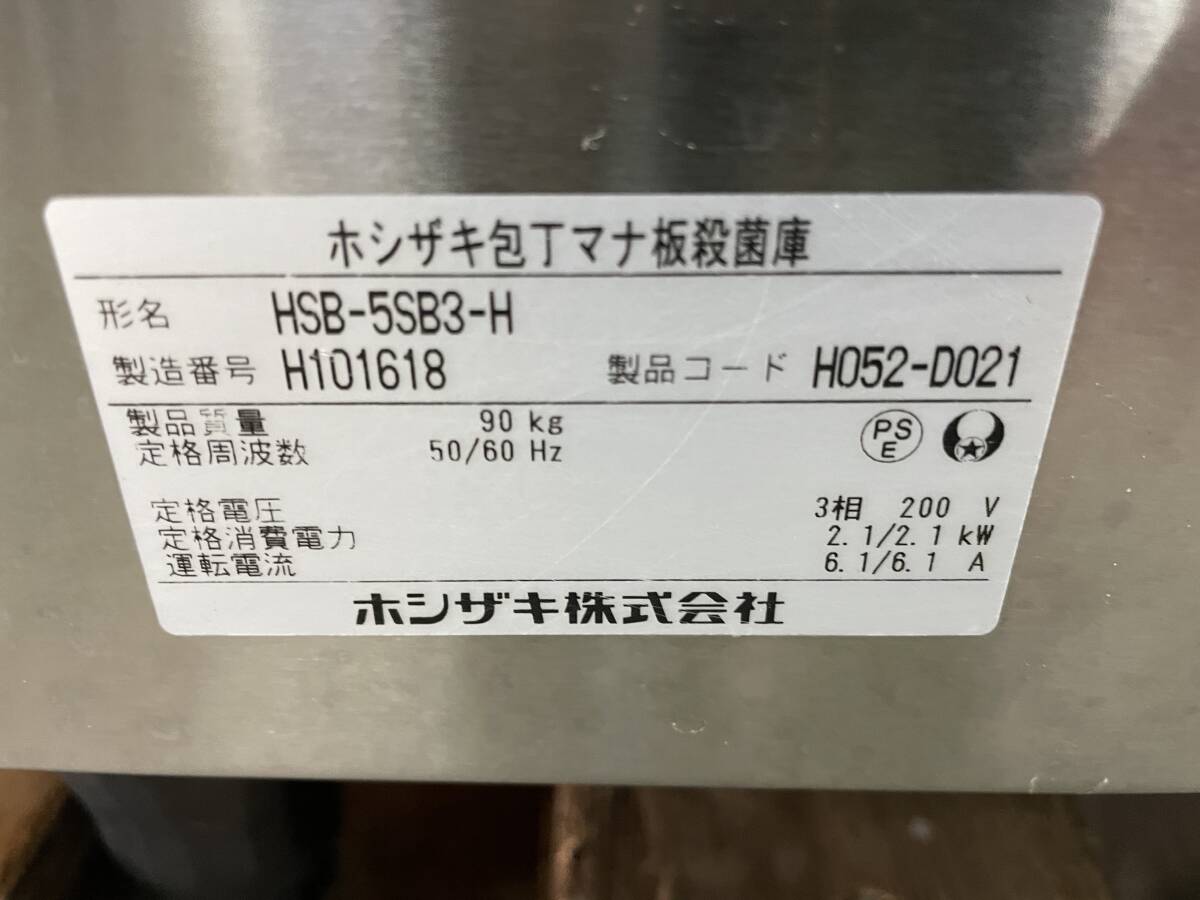 ホシザキ包丁マナ板殺菌庫
形名 HSB-5SB3-H
製造番号 H101618 製品コード H052-D021
製品質量 90 kg
定格周波数 50/60 Hz
PS
E
定格電圧 3相 200 V
定格消費電力 2.1/2.1 kW
運転電流 6.1/6.1 A
ホシザキ株式会社